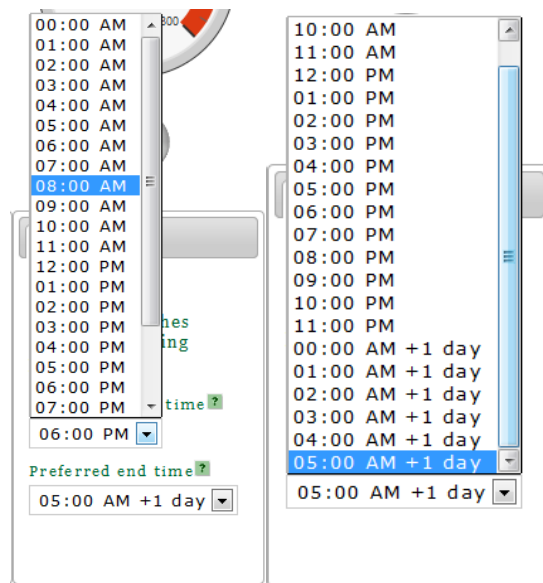 800
00:00 AM
01:00 AM
02:00 AM
03:00 AM
04:00 AM
05:00 AM
06:00 AM
07:00 AM
08:00 AM
09:00 AM
10:00 AM
11:00 AM
12:00 PM
01:00 PM
02:00 PM
03:00 PM
04:00 PM
05:00 PM
06:00 PM
07:00 PM
hes
ing
time ?
06:00 PM
Preferred end time ?
05:00 AM +1 day
10:00 AM
11:00 AM
12:00 PM
01:00 PM
02:00 PM
03:00 PM
04:00 PM
05:00 PM
06:00 PM
07:00 PM
08:00 PM
09:00 PM
10:00 PM
11:00 PM
00:00 AM +1 day
01:00 AM +1 day
02:00 AM +1 day
03:00 AM +1 day
04:00 AM +1 day
05:00 AM +1 day
05:00 AM +1 day